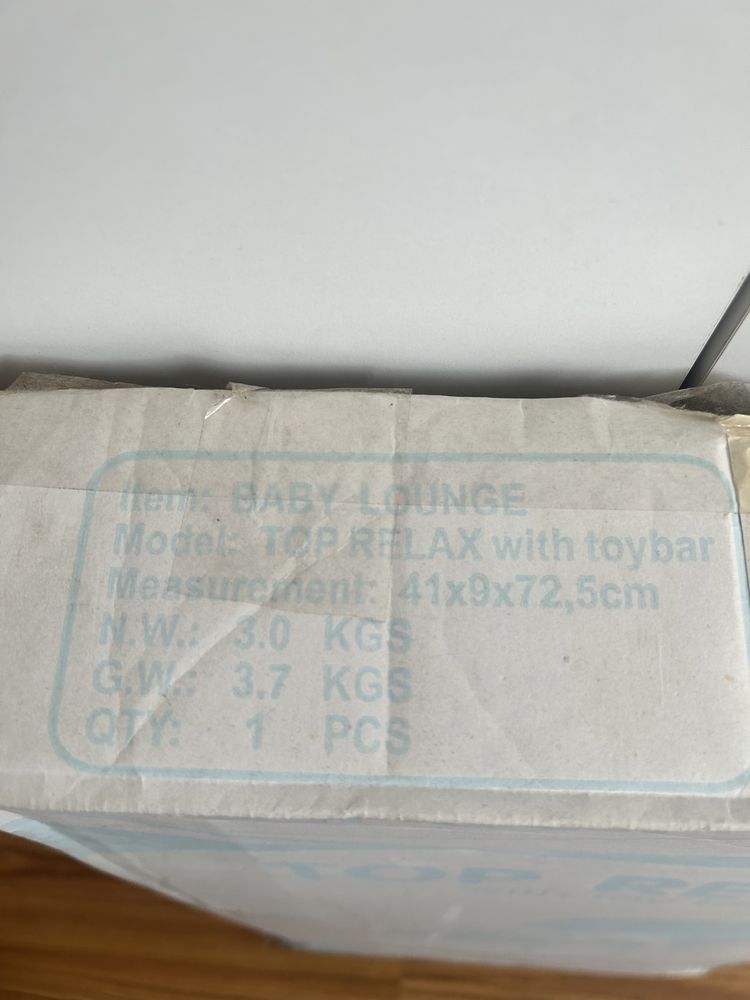 Item: BABY LOUNGE
Model: TOP RELAX with toybar
Measurement: 41x9x72,5cm
N.W.: 3.0 KGS
G.W.: 3.7 KGS
QTY: 1 PCS
TOP